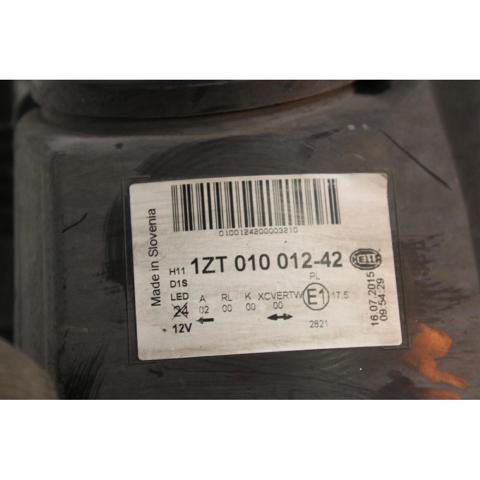 Made in Slovenia
0100124200003210
H11 1ZT 010 012-42 HELLA
D1S PL
LED A RL K XCVERTW E1 17.5
24 02 00 00 00
12V 2821
16.07.2015
09:54:29